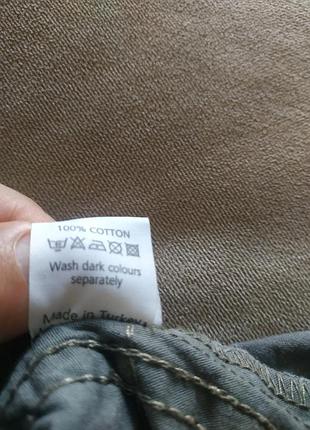 100% COTTON
Wash dark colours
separately
Made in Turkey